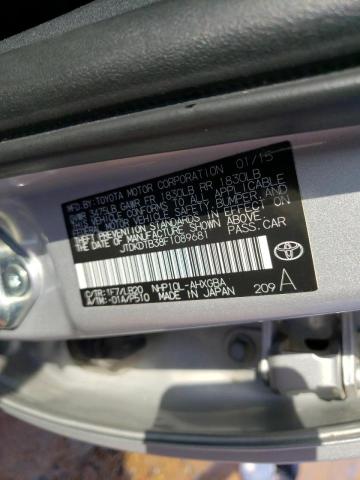 MFD.BY:TOYOTA MOTOR CORPORATION 01/15
GVWR 3475LB GAWR FR 1830LB RR 1830LB
THIS VEHICLE CONFORMS TO ALL APPLICABLE
FEDERAL MOTOR VEHICLE SAFETY, BUMPER AND
THEFT PREVENTION STANDARDS IN EFFECT ON
THE DATE OF MANUFACTURE SHOWN ABOVE.
JTDKDTB38F1089681 PASS.CAR
C/TR:1F7/LB20 NHP10L-AHXGBA
A/TM:-01A/P510 MADE IN JAPAN 209 A